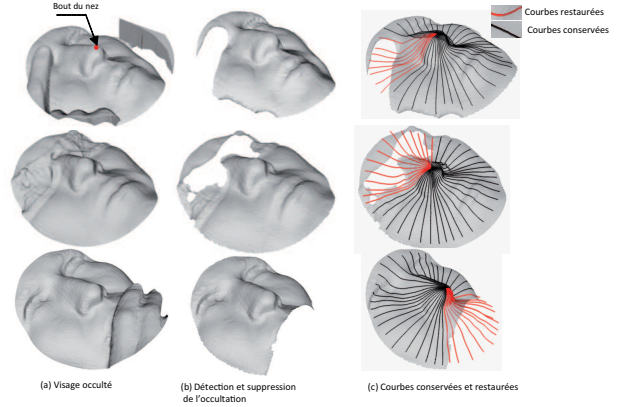 Bout du nez
Courbes restaurées
Courbes conservées
(a) Visage occulté
(b) Détection et suppression
de l'occultation
(c) Courbes conservées et restaurées